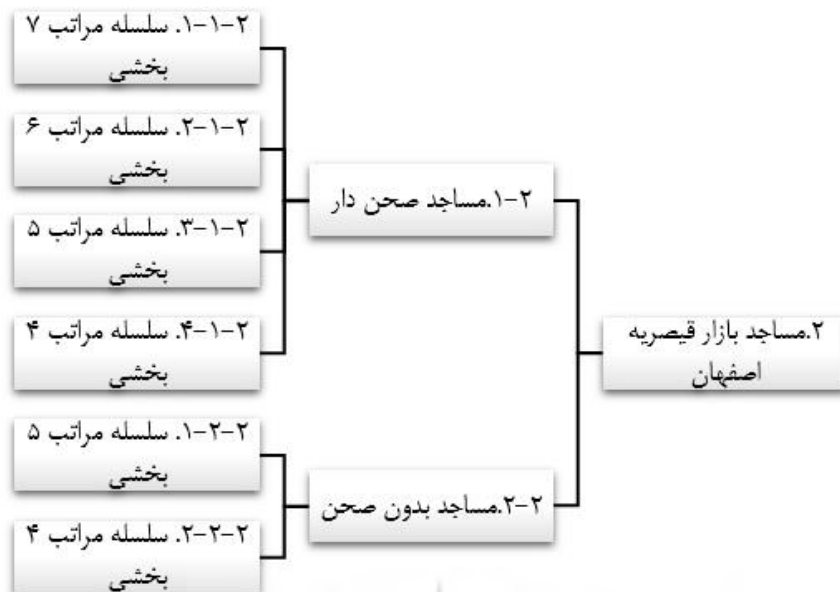 ۲.مساجد بازار قیصریه
اصفهان
۱-۲.مساجد صحن دار
۱-۱-۲. سلسله مراتب ۷
بخشی
۲-۱-۲. سلسله مراتب ۶
بخشی
۳-۱-۲. سلسله مراتب ۵
بخشی
۴-۱-۲. سلسله مراتب ۴
بخشی
۲-۲.مساجد بدون صحن
۱-۲-۲. سلسله مراتب ۵
بخشی
۲-۲-۲. سلسله مراتب ۴
بخشی